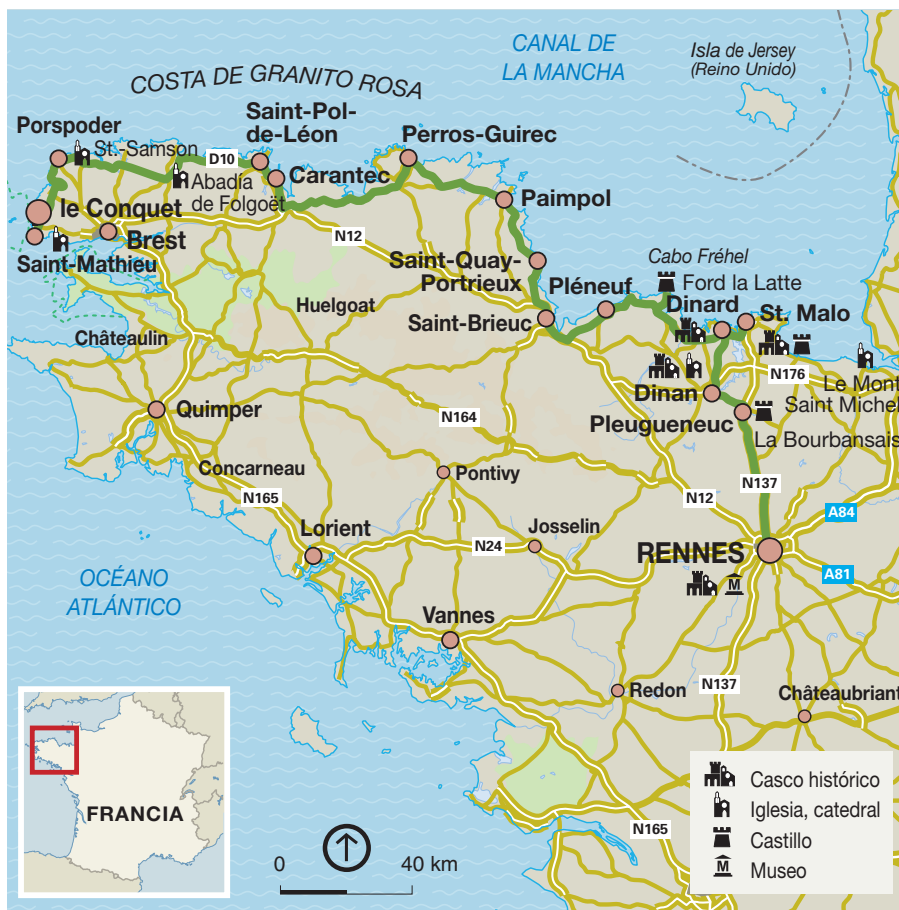 CANAL DE
LA MANCHA
Isla de Jersey
(Reino Unido)
COSTA DE GRANITO ROSA
Saint-Pol-
de-Léon
Porspoder
St.-Samson
D10
Perros-Guirec
Abadía
de Folgoët
Carantec
Paimpol
le Conquet
Brest
N12
Saint-Mathieu
Saint-Quay-
Portrieux
Cabo Fréhel
Ford la Latte
Pléneuf
Dinard
St. Malo
Huelgoat
Saint-Brieuc
Châteaulin
N176
Le Mont
Saint Michel
Dinan
Quimper
N164
Pleugueneuc
La Bourbansais
Concarneau
Pontivy
N137
N165
N12
A84
Lorient
Josselin
N24
RENNES
A81
OCÉANO
ATLÁNTICO
M
Vannes
Redon
N137
Châteaubriant
FRANCIA
N165
0
40 km
Casco histórico
Iglesia, catedral
Castillo
M
Museo